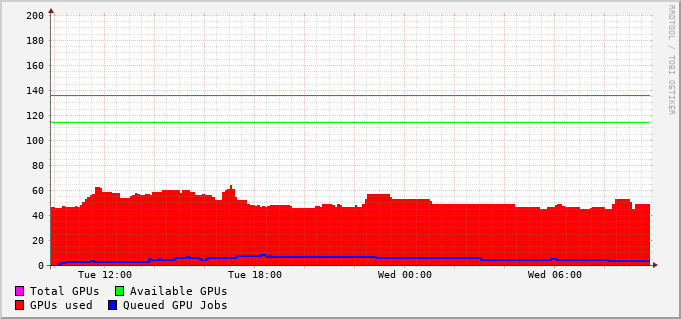 200
180
160
140
120
100
80
60
40
20
0
Tue 12:00 Tue 18:00 Wed 00:00 Wed 06:00
Total GPUs Available GPUs
GPUs used Queued GPU Jobs
RRDTOOL / TOBI OETIKER